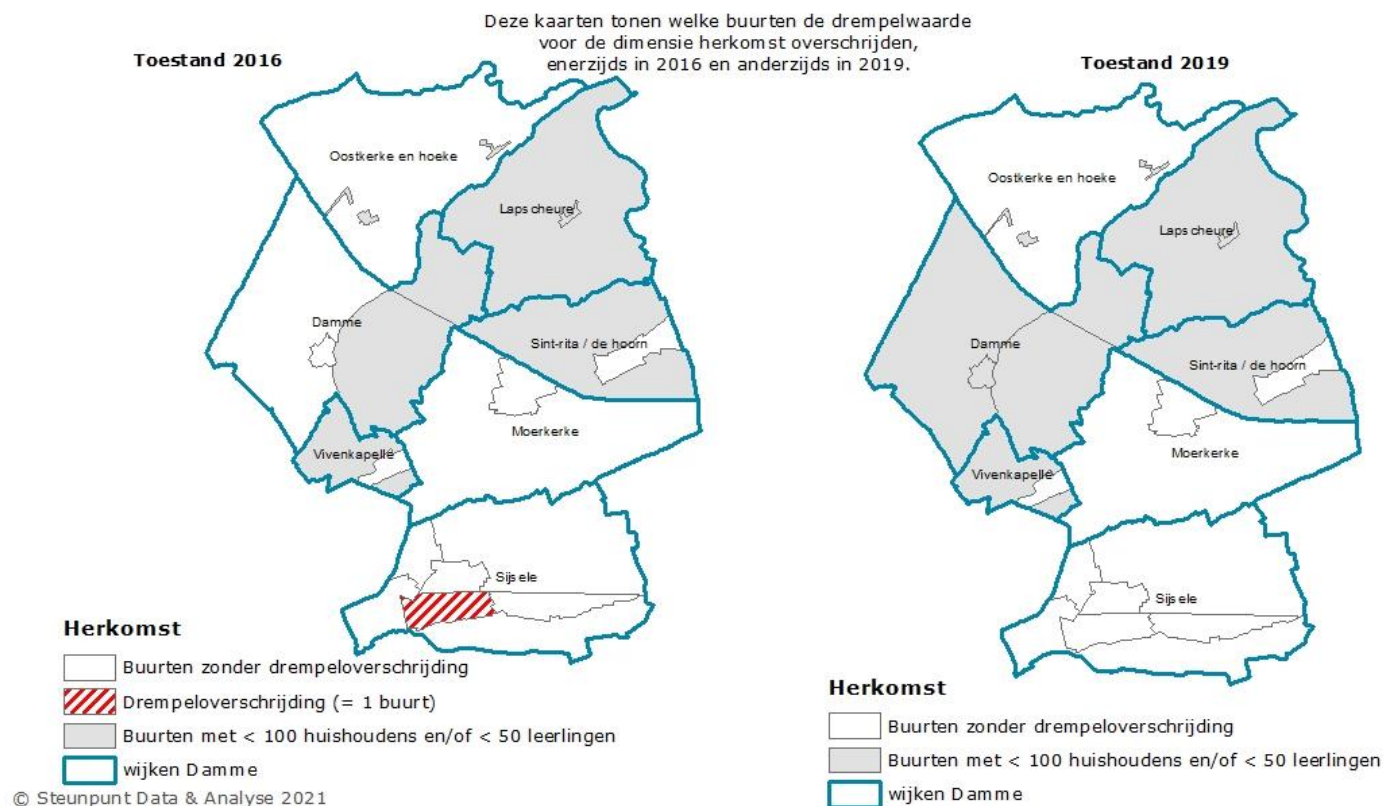 Deze kaarten tonen welke buurten de drempelwaarde
voor de dimensie herkomst overschrijden,
enerzijds in 2016 en anderzijds in 2019.
Toestand 2016
Oostkerke en hoeke
Lapscheure
Damme
Sint-rita / de hoorn
Moerkerke
Vivenkapelle
Sijsele
Herkomst
Buurten zonder drempeloverschrijding
Drempeloverschrijding (= 1 buurt)
Buurten met < 100 huishoudens en/of < 50 leerlingen
wijken Damme
© Steunpunt Data & Analyse 2021
Toestand 2019
Oostkerke en hoeke
Lapscheure
Damme
Sint-rita / de hoorn
Moerkerke
Vivenkapelle
Sijsele
Herkomst
Buurten zonder drempeloverschrijding
Buurten met < 100 huishoudens en/of < 50 leerlingen
wijken Damme